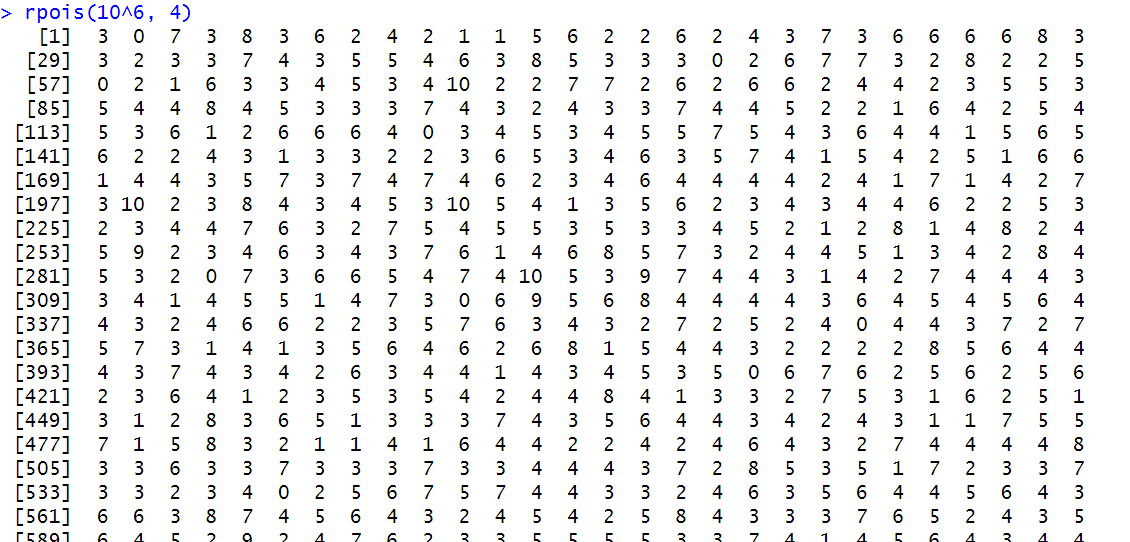 > rpois(10^6, 4)
[1] 3 0 7 3 8 3 6 2 4 2 1 1 5 6 2 2 6 2 4 3 7 3 6 6 6 6 8 3
[29] 3 2 3 3 7 4 3 5 5 4 6 3 8 5 3 3 3 0 2 6 7 7 3 2 8 2 2 5
[57] 0 2 1 6 3 3 4 5 3 4 10 2 2 7 7 2 6 2 6 6 2 4 4 2 3 5 5 3
[85] 5 4 4 8 4 5 3 3 3 7 4 3 2 4 3 3 7 4 4 5 2 2 1 6 4 2 5 4
[113] 5 3 6 1 2 6 6 6 4 0 3 4 5 3 4 5 5 7 5 4 3 6 4 4 1 5 6 5
[141] 6 2 2 4 3 1 3 3 2 2 3 6 5 3 4 6 3 5 7 4 1 5 4 2 5 1 6 6
[169] 1 4 4 3 5 7 3 7 4 7 4 6 2 3 4 6 4 4 4 4 2 4 1 7 1 4 2 7
[197] 3 10 2 3 8 4 3 4 5 3 10 5 4 1 3 5 6 2 3 4 3 4 4 6 2 2 5 3
[225] 2 3 4 4 7 6 3 2 7 5 4 5 5 3 5 3 3 4 5 2 1 2 8 1 4 8 2 4
[253] 5 9 2 3 4 6 3 4 3 7 6 1 4 6 8 5 7 3 2 4 4 5 1 3 4 2 8 4
[281] 5 3 2 0 7 3 6 6 5 4 7 4 10 5 3 9 7 4 4 3 1 4 2 7 4 4 4 3
[309] 3 4 1 4 5 5 1 4 7 3 0 6 9 5 6 8 4 4 4 4 3 6 4 5 4 5 6 4
[337] 4 3 2 4 6 6 2 2 3 5 7 6 3 4 3 2 7 2 5 2 4 0 4 4 3 7 2 7
[365] 5 7 3 1 4 1 3 5 6 4 6 2 6 8 1 5 4 4 3 2 2 2 2 8 5 6 4 4
[393] 4 3 7 4 3 4 2 6 3 4 4 1 4 3 4 5 3 5 0 6 7 6 2 5 6 2 5 6
[421] 2 3 6 4 1 2 3 5 3 5 4 2 4 4 8 4 1 3 3 2 7 5 3 1 6 2 5 1
[449] 3 1 2 8 3 6 5 1 3 3 3 7 4 3 5 6 4 4 3 4 2 4 3 1 1 7 5 5
[477] 7 1 5 8 3 2 1 1 4 1 6 4 4 2 2 4 2 4 6 4 3 2 7 4 4 4 4 8
[505] 3 3 6 3 3 7 3 3 3 7 3 3 4 4 4 3 7 2 8 5 3 5 1 7 2 3 3 7
[533] 3 3 2 3 4 0 2 5 6 7 5 7 4 4 3 3 2 4 6 3 5 6 4 4 5 6 4 3
[561] 6 6 3 8 7 4 5 6 4 3 2 4 5 4 2 5 8 4 3 3 3 7 6 5 2 4 3 5
[589] 6 4 5 2 9 2 4 7 6 2 3 3 5 5 5 5 3 3 7 4 1 4 5 6 4 3 4 4